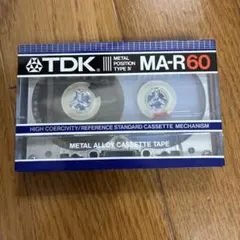 TDK METAL POSITION TYPE IV MA-R60
HIGH COERCIVITY/REFERENCE STANDARD CASSETTE MECHANISM
METAL ALLOY CASSETTE TAPE